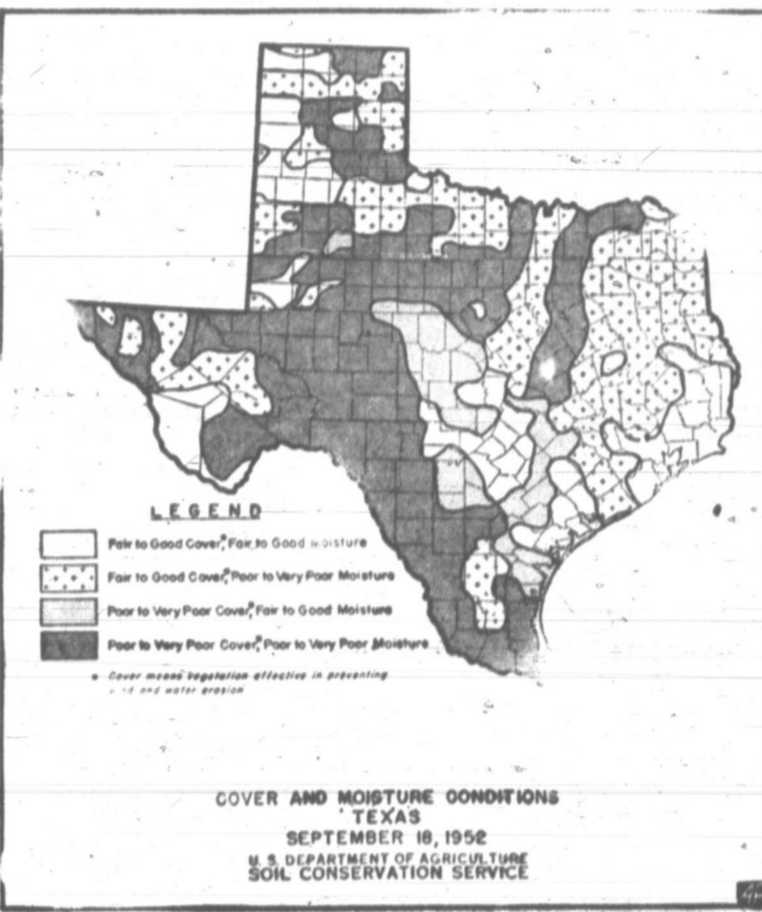 LEGEND
Fair to Good Cover,* Fair to Good Moisture
Fair to Good Cover,* Poor to Very Poor Moisture
Poor to Very Poor Cover,* Fair to Good Moisture
Poor to Very Poor Cover,* Poor to Very Poor Moisture
* Cover means vegetation effective in preventing
wind and water erosion
COVER AND MOISTURE CONDITIONS
TEXAS
SEPTEMBER 18, 1952
U. S. DEPARTMENT OF AGRICULTURE
SOIL CONSERVATION SERVICE